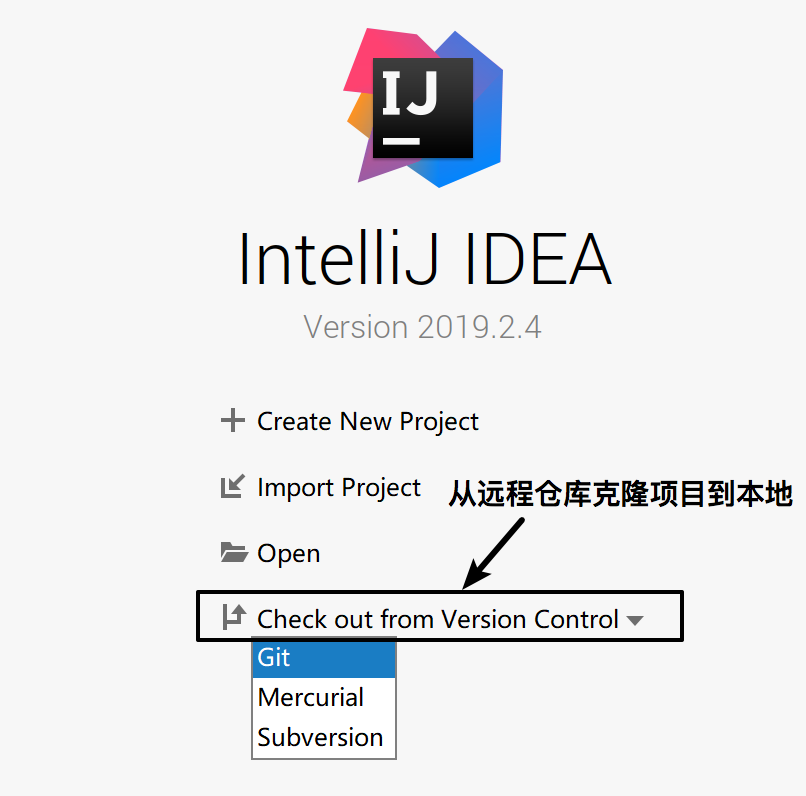 IJ
IntelliJ IDEA
Version 2019.2.4
Create New Project
Import Project
从远程仓库克隆项目到本地
Open
Check out from Version Control
Git
Mercurial
Subversion